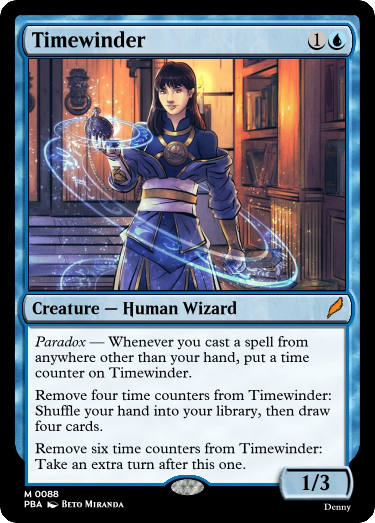 Timewinder 1
Creature — Human Wizard
Paradox — Whenever you cast a spell from
anywhere other than your hand, put a time
counter on Timewinder.
Remove four time counters from Timewinder:
Shuffle your hand into your library, then draw
four cards.
Remove six time counters from Timewinder:
Take an extra turn after this one.
1/3
M 0088
PBA Beto Miranda
Denny